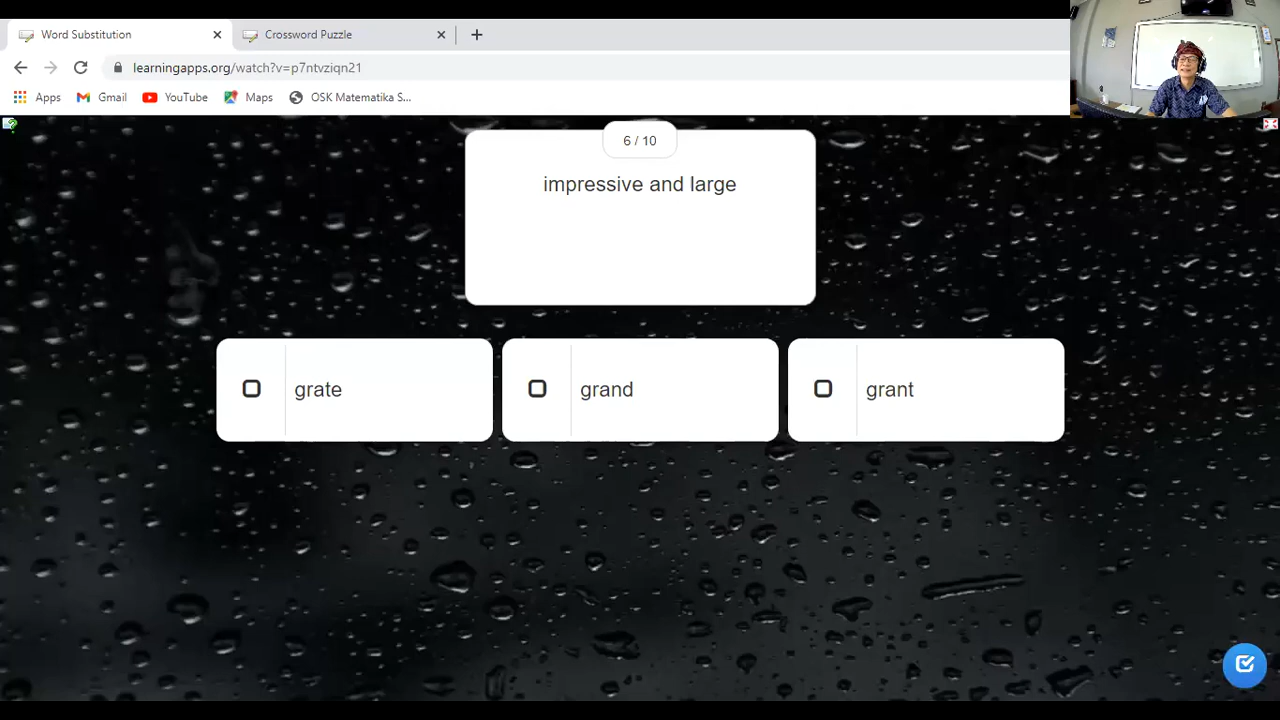 Word Substitution
Crossword Puzzle
learningapps.org/watch?v=p7ntvziqn21
Apps
Gmail
YouTube
Maps
OSK Matematika S...
6 / 10
impressive and large
grate
grand
grant